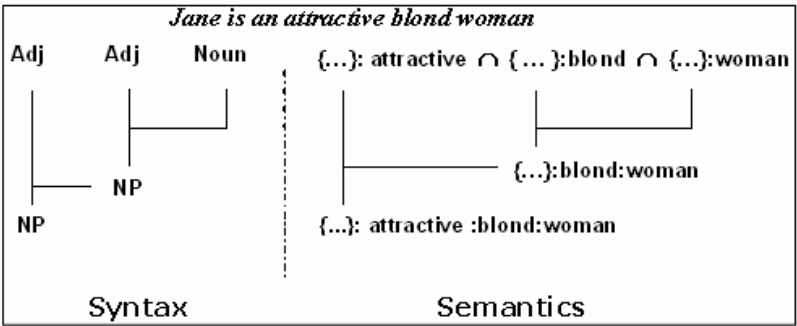 Jane is an attractive blond woman
Adj Adj Noun {...}: attractive ∩ { ... }:blond ∩ {...}:woman
{...}:blond:woman
NP
NP {...}: attractive :blond:woman
Syntax Semantics